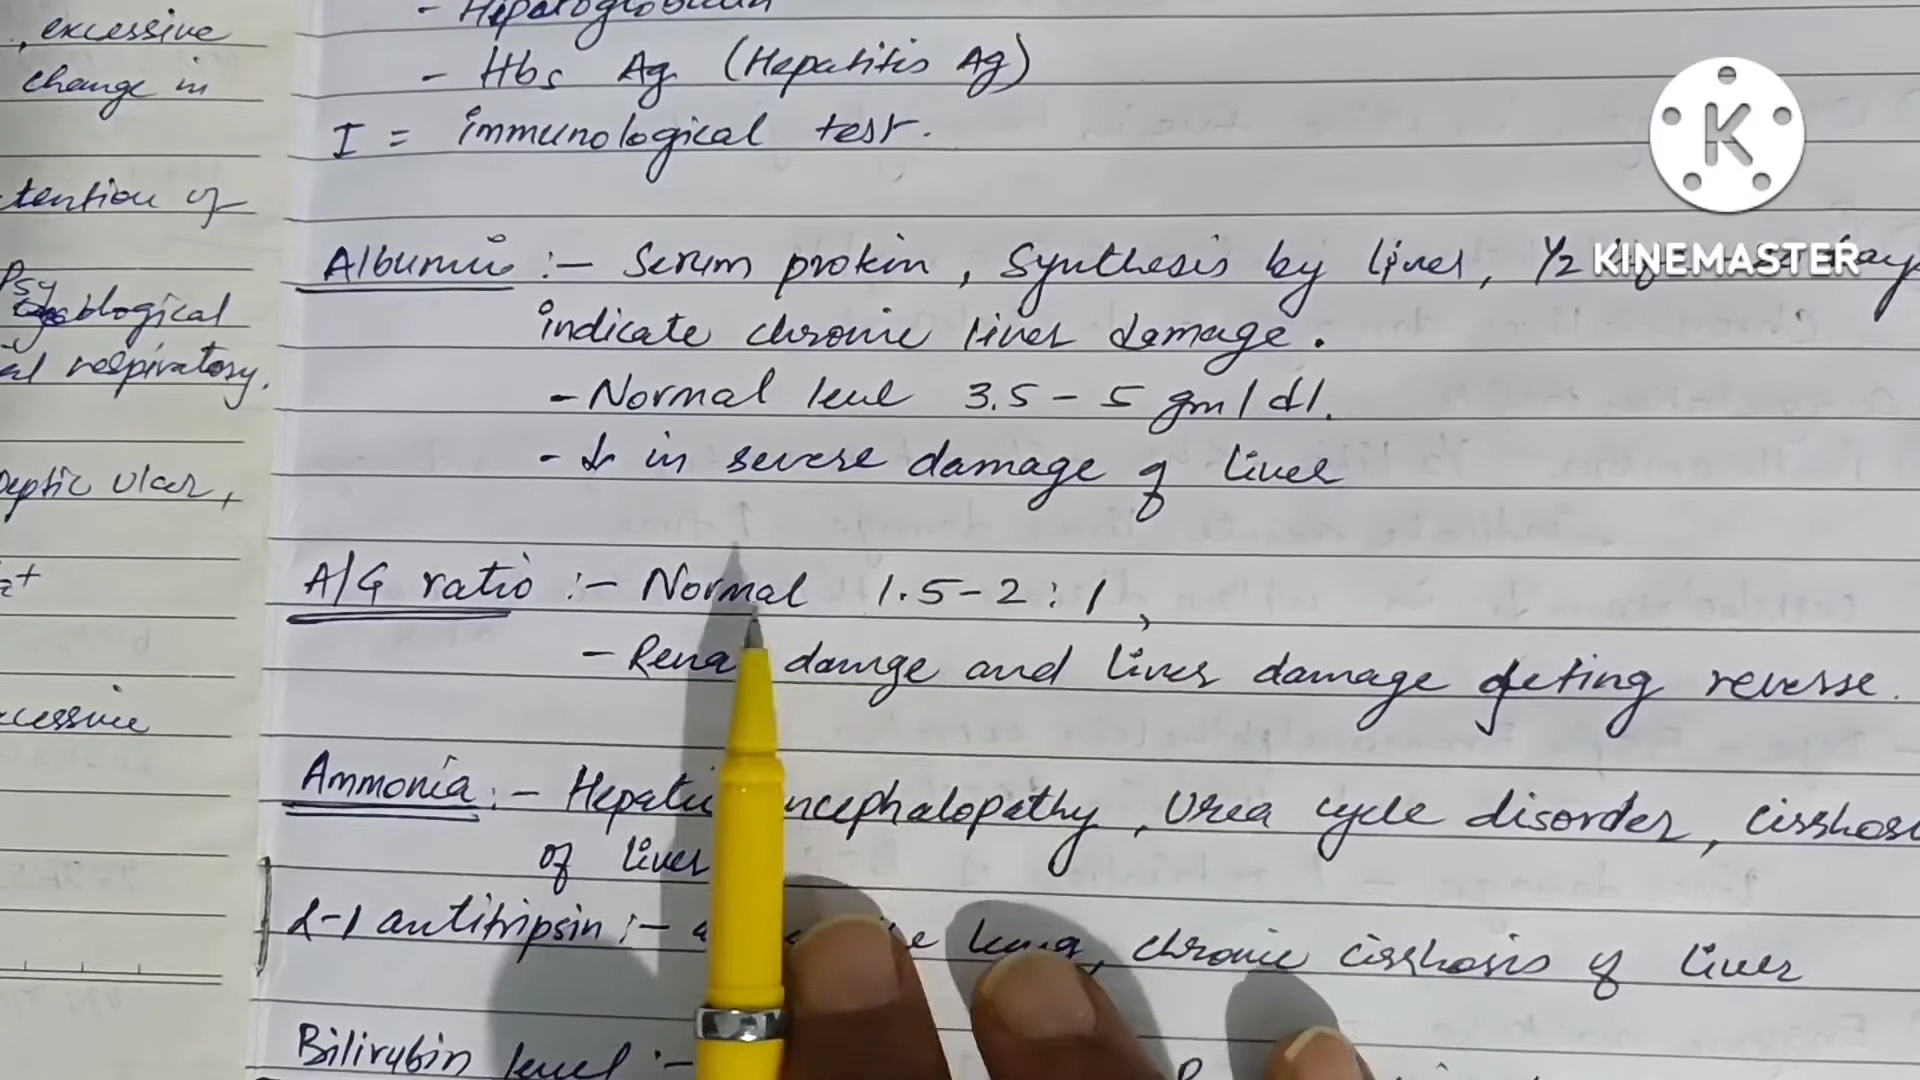 , excessive
change in
tention of
Psy
ological
al respiratory.
peptic ulcer,
- Hbs Ag (Hepatitis Ag)
I = immunological test.
Albumin :- Serum protein, Synthesis by liver, 1/2
indicate chronic liver damage.
- Normal level 3.5 - 5 gm/dl.
- ↓ in severe damage of liver
A/G ratio :- Normal 1.5 - 2 : 1,
- Rena damge and liver damage geting reverse.
Ammonia :- Hepatic ncephalopathy, Urea cycle disorder, cirrhos
of liver
α-1 antitripsin :- lung, chronic cirrhosis of liver
Bilirubin level :-
K
KINEMASTER